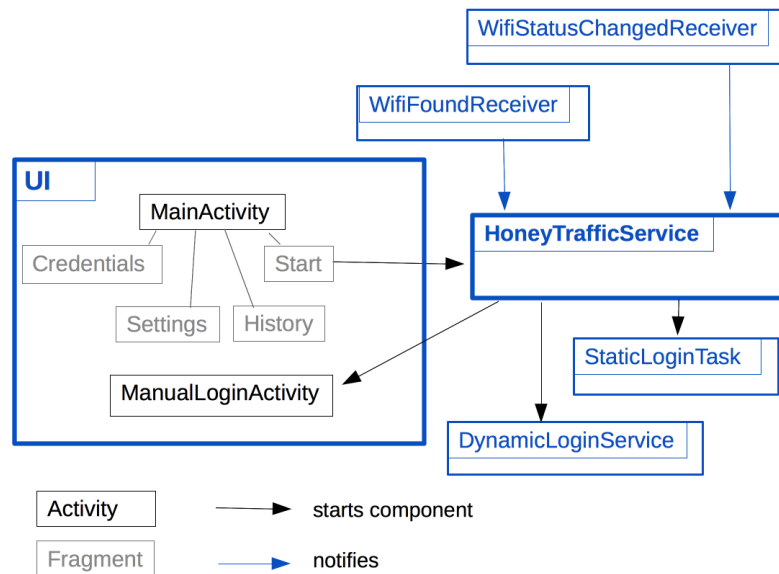 WifiStatusChangedReceiver
WifiFoundReceiver
UI
MainActivity
HoneyTrafficService
Credentials
Start
Settings
History
StaticLoginTask
ManualLoginActivity
DynamicLoginService
Activity
starts component
Fragment
notifies